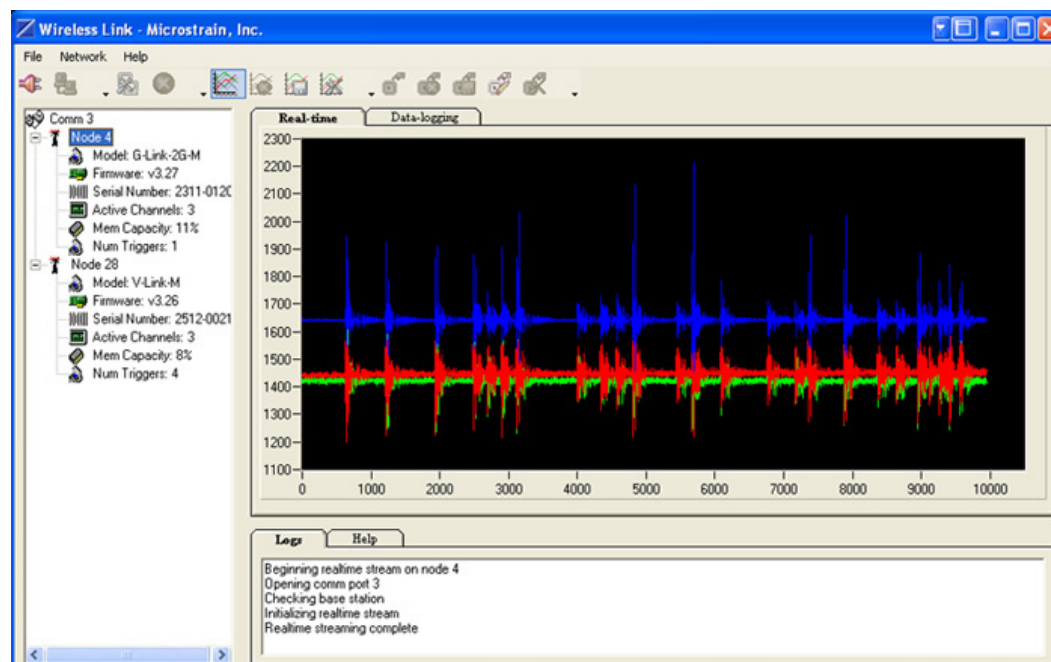 Wireless Link - Microstrain, Inc.
File Network Help
Comm 3
Node 4
Model: G-Link-2G-M
Firmware: v3.27
Serial Number: 2311-0120
Active Channels: 3
Mem Capacity: 11%
Num Triggers: 1
Node 28
Model: V-Link-M
Firmware: v3.26
Serial Number: 2512-0021
Active Channels: 3
Mem Capacity: 8%
Num Triggers: 4
Real-time Data-logging
2300
2200
2100
2000
1900
1800
1700
1600
1500
1400
1300
1200
1100
0 1000 2000 3000 4000 5000 6000 7000 8000 9000 10000
Logs Help
Beginning realtime stream on node 4
Opening comm port 3
Checking base station
Initializing realtime stream
Realtime streaming complete